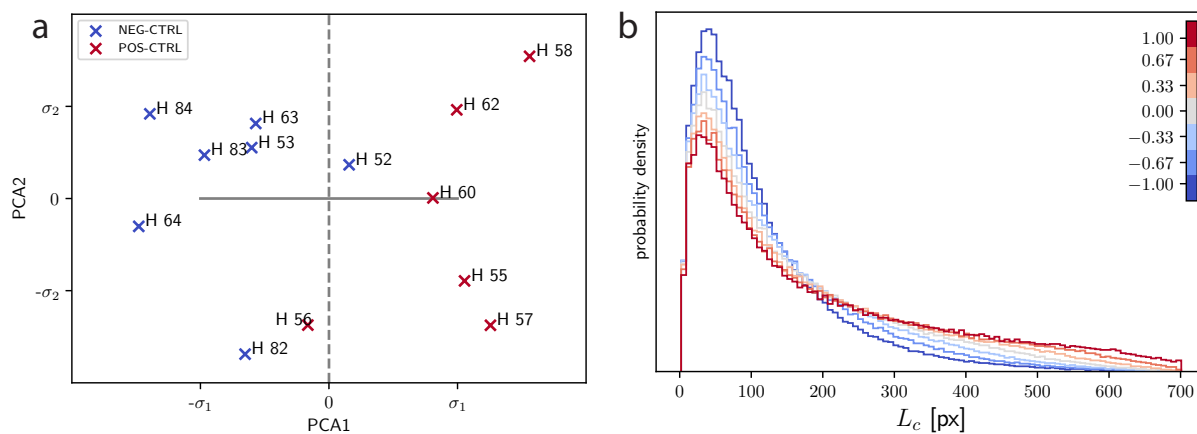 a
NEG-CTRL
POS-CTRL
H 58
H 84
H 63
H 62
H 83
H 53
H 52
H 60
H 64
H 55
H 56
H 57
H 82
σ₂
0
-σ₂
PCA2
-σ₁
0
σ₁
PCA1
b
1.00
0.67
0.33
0.00
−0.33
−0.67
−1.00
probability density
0
100
200
300
400
500
600
700
L_c [px]